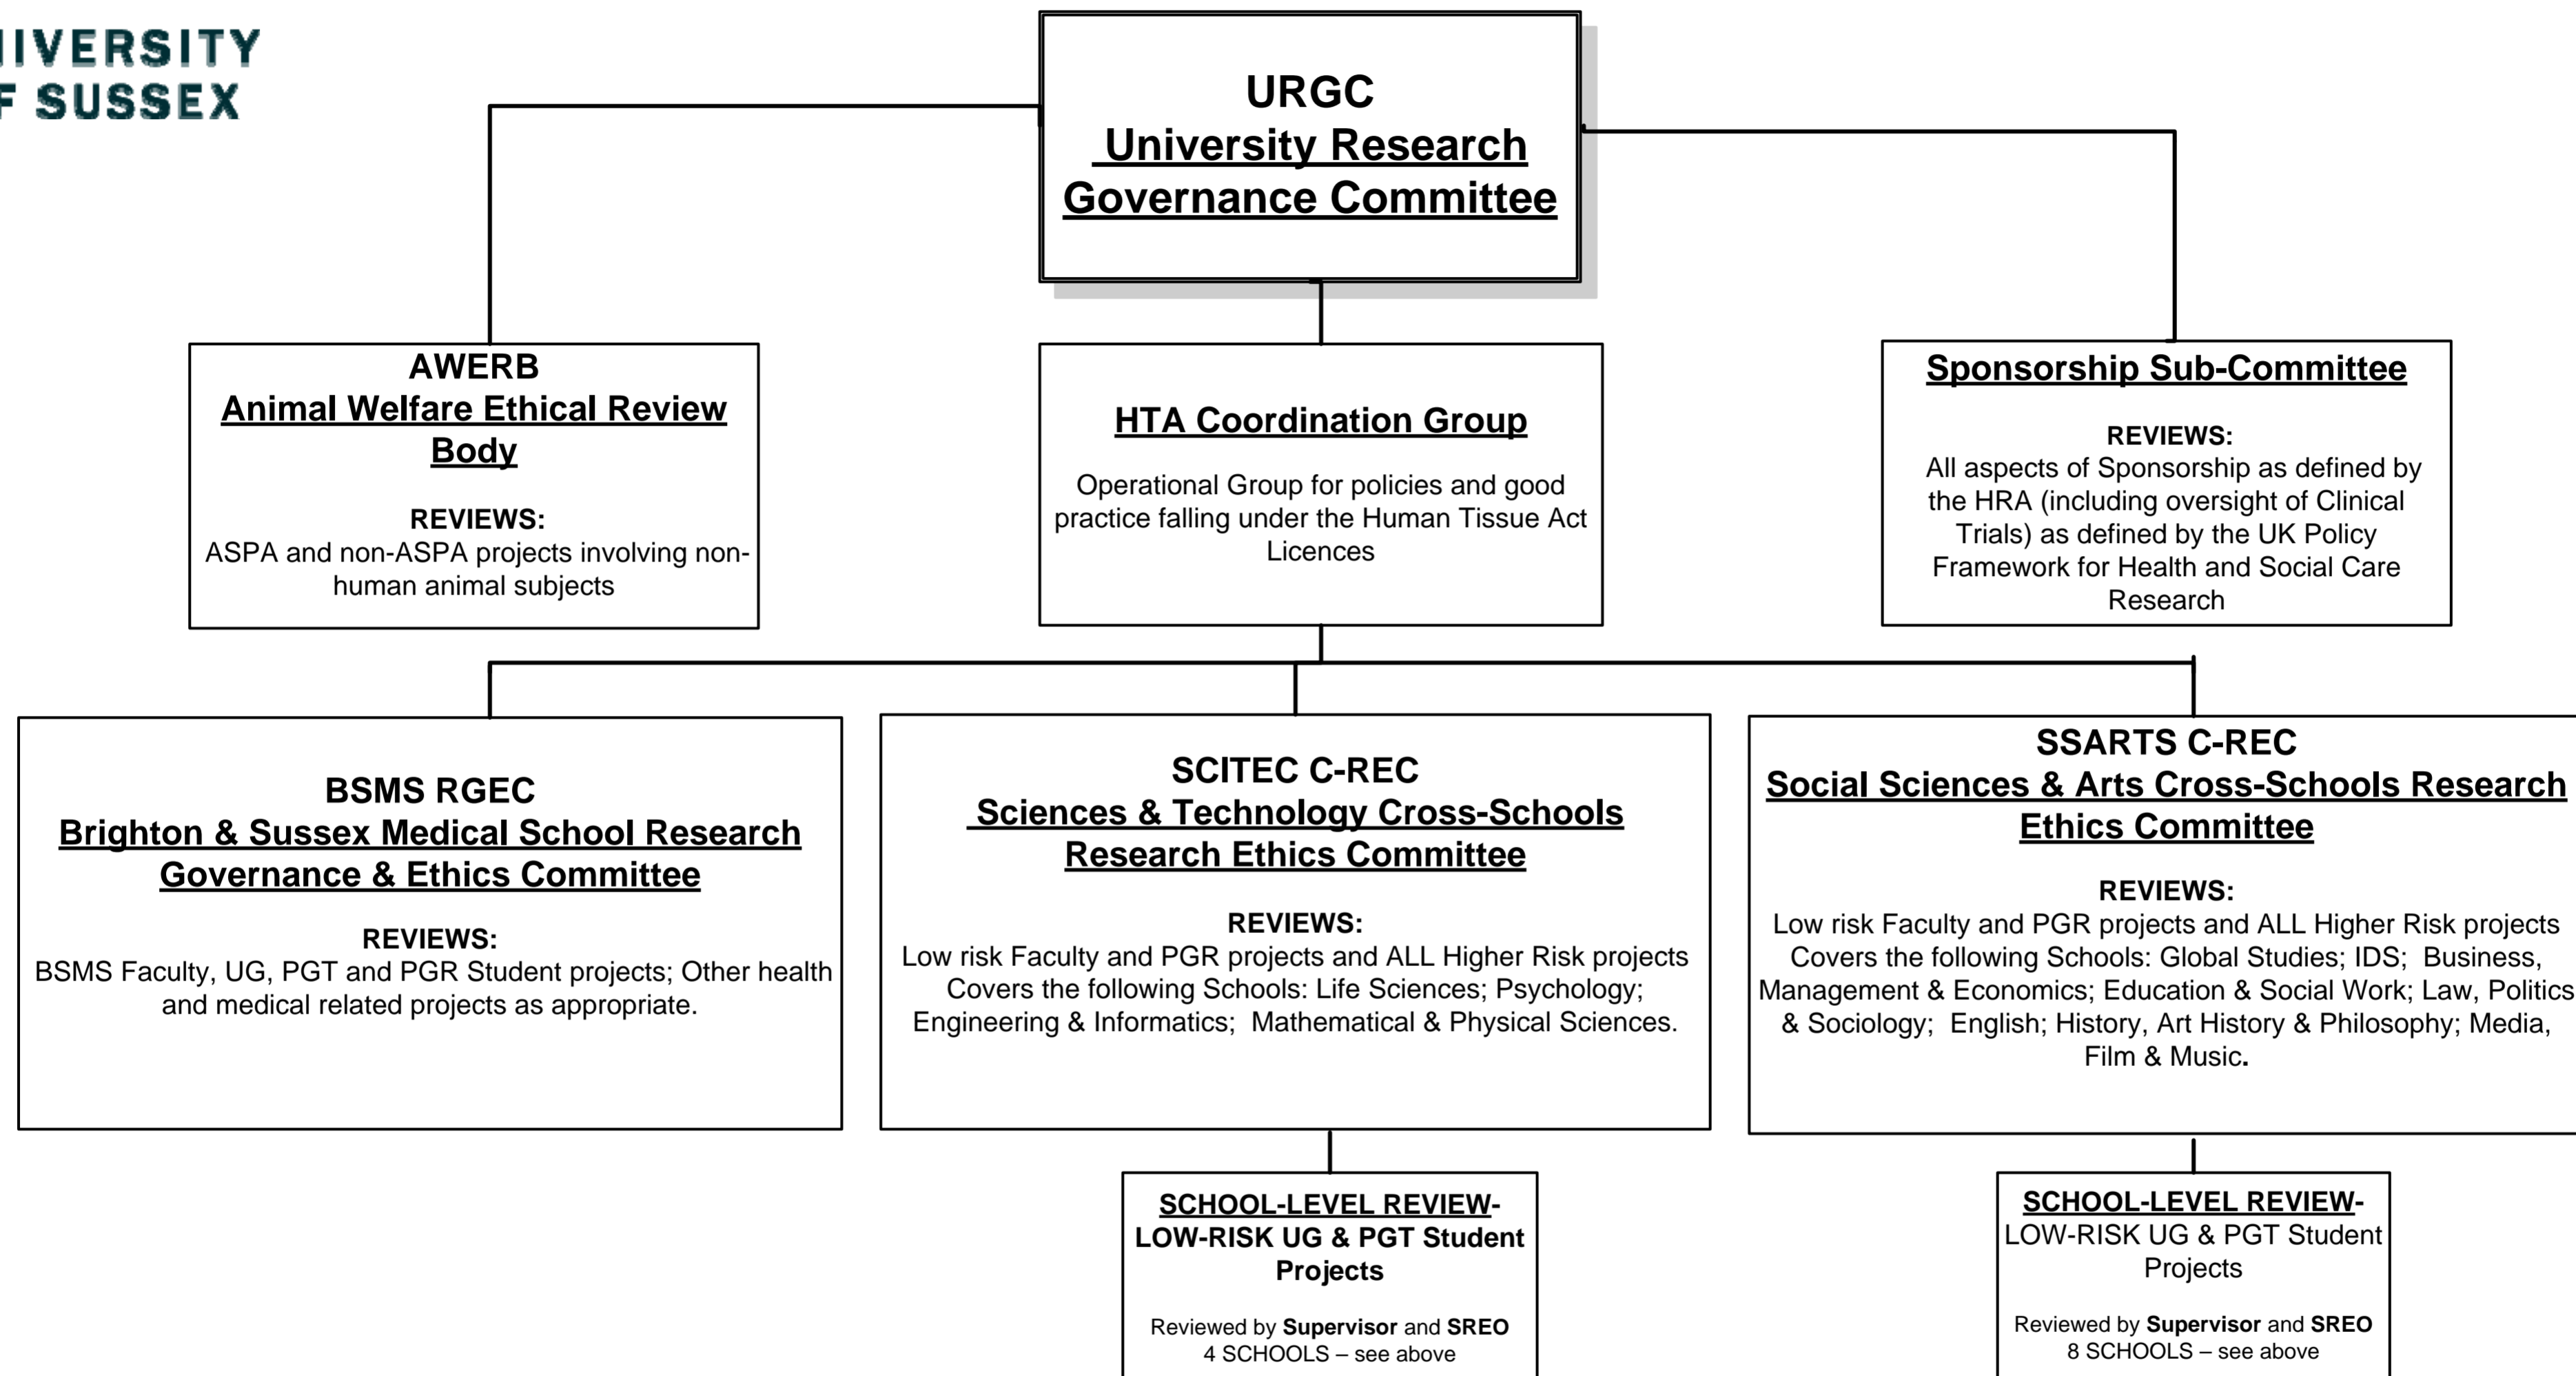 IVERSITY
F SUSSEX
URGC
University Research
Governance Committee
AWERB
Animal Welfare Ethical Review
Body
REVIEWS:
ASPA and non-ASPA projects involving non-
human animal subjects
HTA Coordination Group
Operational Group for policies and good
practice falling under the Human Tissue Act
Licences
Sponsorship Sub-Committee
REVIEWS:
All aspects of Sponsorship as defined by
the HRA (including oversight of Clinical
Trials) as defined by the UK Policy
Framework for Health and Social Care
Research
BSMS RGEC
Brighton & Sussex Medical School Research
Governance & Ethics Committee
REVIEWS:
BSMS Faculty, UG, PGT and PGR Student projects; Other health
and medical related projects as appropriate.
SCITEC C-REC
Sciences & Technology Cross-Schools
Research Ethics Committee
REVIEWS:
Low risk Faculty and PGR projects and ALL Higher Risk projects
Covers the following Schools: Life Sciences; Psychology;
Engineering & Informatics; Mathematical & Physical Sciences.
SSARTS C-REC
Social Sciences & Arts Cross-Schools Research
Ethics Committee
REVIEWS:
Low risk Faculty and PGR projects and ALL Higher Risk projects
Covers the following Schools: Global Studies; IDS; Business,
Management & Economics; Education & Social Work; Law, Politics
& Sociology; English; History, Art History & Philosophy; Media,
Film & Music.
SCHOOL-LEVEL REVIEW-
LOW-RISK UG & PGT Student
Projects
Reviewed by Supervisor and SREO
4 SCHOOLS – see above
SCHOOL-LEVEL REVIEW-
LOW-RISK UG & PGT Student
Projects
Reviewed by Supervisor and SREO
8 SCHOOLS – see above